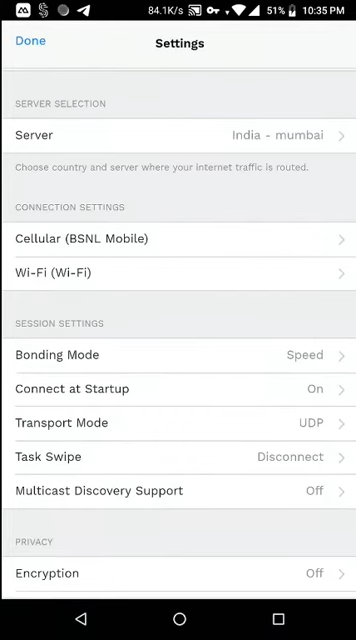 84.1K/s 51% 10:35 PM
Done
Settings
SERVER SELECTION
Server India - mumbai
Choose country and server where your internet traffic is routed.
CONNECTION SETTINGS
Cellular (BSNL Mobile)
Wi-Fi (Wi-Fi)
SESSION SETTINGS
Bonding Mode Speed
Connect at Startup On
Transport Mode UDP
Task Swipe Disconnect
Multicast Discovery Support Off
PRIVACY
Encryption Off